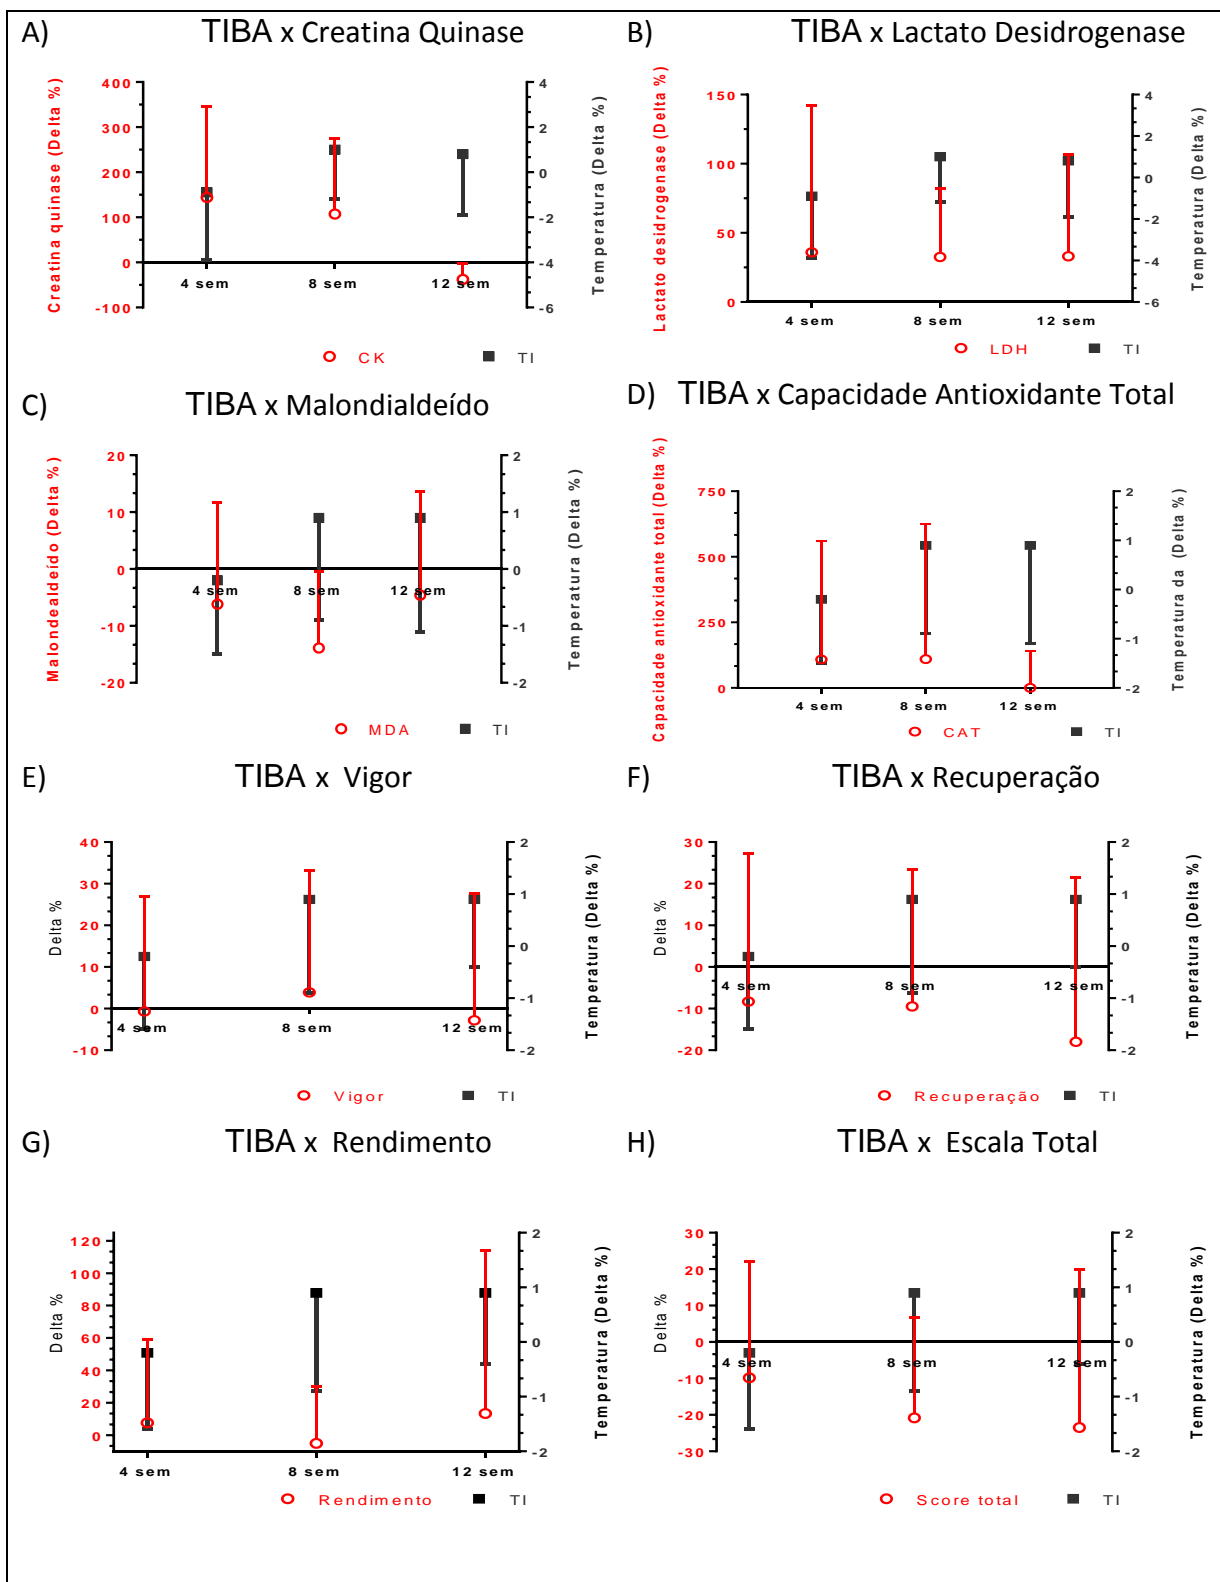 A) TIBA x Creatina Quinase
Creatina quinase (Delta %)
400
300
200
100
0
-100
4 sem 8 sem 12 sem
4
2
0
-2
-4
-6
Temperatura (Delta %)
CK TI
B) TIBA x Lactato Desidrogenase
Lactato desidrogenase (Delta %)
150
100
50
0
4 sem 8 sem 12 sem
4
2
0
-2
-4
-6
Temperatura (Delta %)
LDH TI
C) TIBA x Malondialdeído
Malondealdeído (Delta %)
20
10
0
-10
-20
4 sem 8 sem 12 sem
2
1
0
-1
-2
Temperatura (Delta %)
MDA TI
D) TIBA x Capacidade Antioxidante Total
Capacidade antioxidante total (Delta %)
750
500
250
0
4 sem 8 sem 12 sem
2
1
0
-1
-2
Temperatura da (Delta %)
CAT TI
E) TIBA x Vigor
Delta %
40
30
20
10
0
-10
4 sem 8 sem 12 sem
2
1
0
-1
-2
Temperatura (Delta %)
Vigor TI
F) TIBA x Recuperação
Delta %
30
20
10
0
-10
-20
4 sem 8 sem 12 sem
2
1
0
-1
-2
Temperatura (Delta %)
Recuperação TI
G) TIBA x Rendimento
Delta %
120
100
80
60
40
20
0
4 sem 8 sem 12 sem
2
1
0
-1
-2
Temperatura (Delta %)
Rendimento TI
H) TIBA x Escala Total
Delta %
30
20
10
0
-10
-20
-30
4 sem 8 sem 12 sem
2
1
0
-1
-2
Temperatura (Delta %)
Score total TI